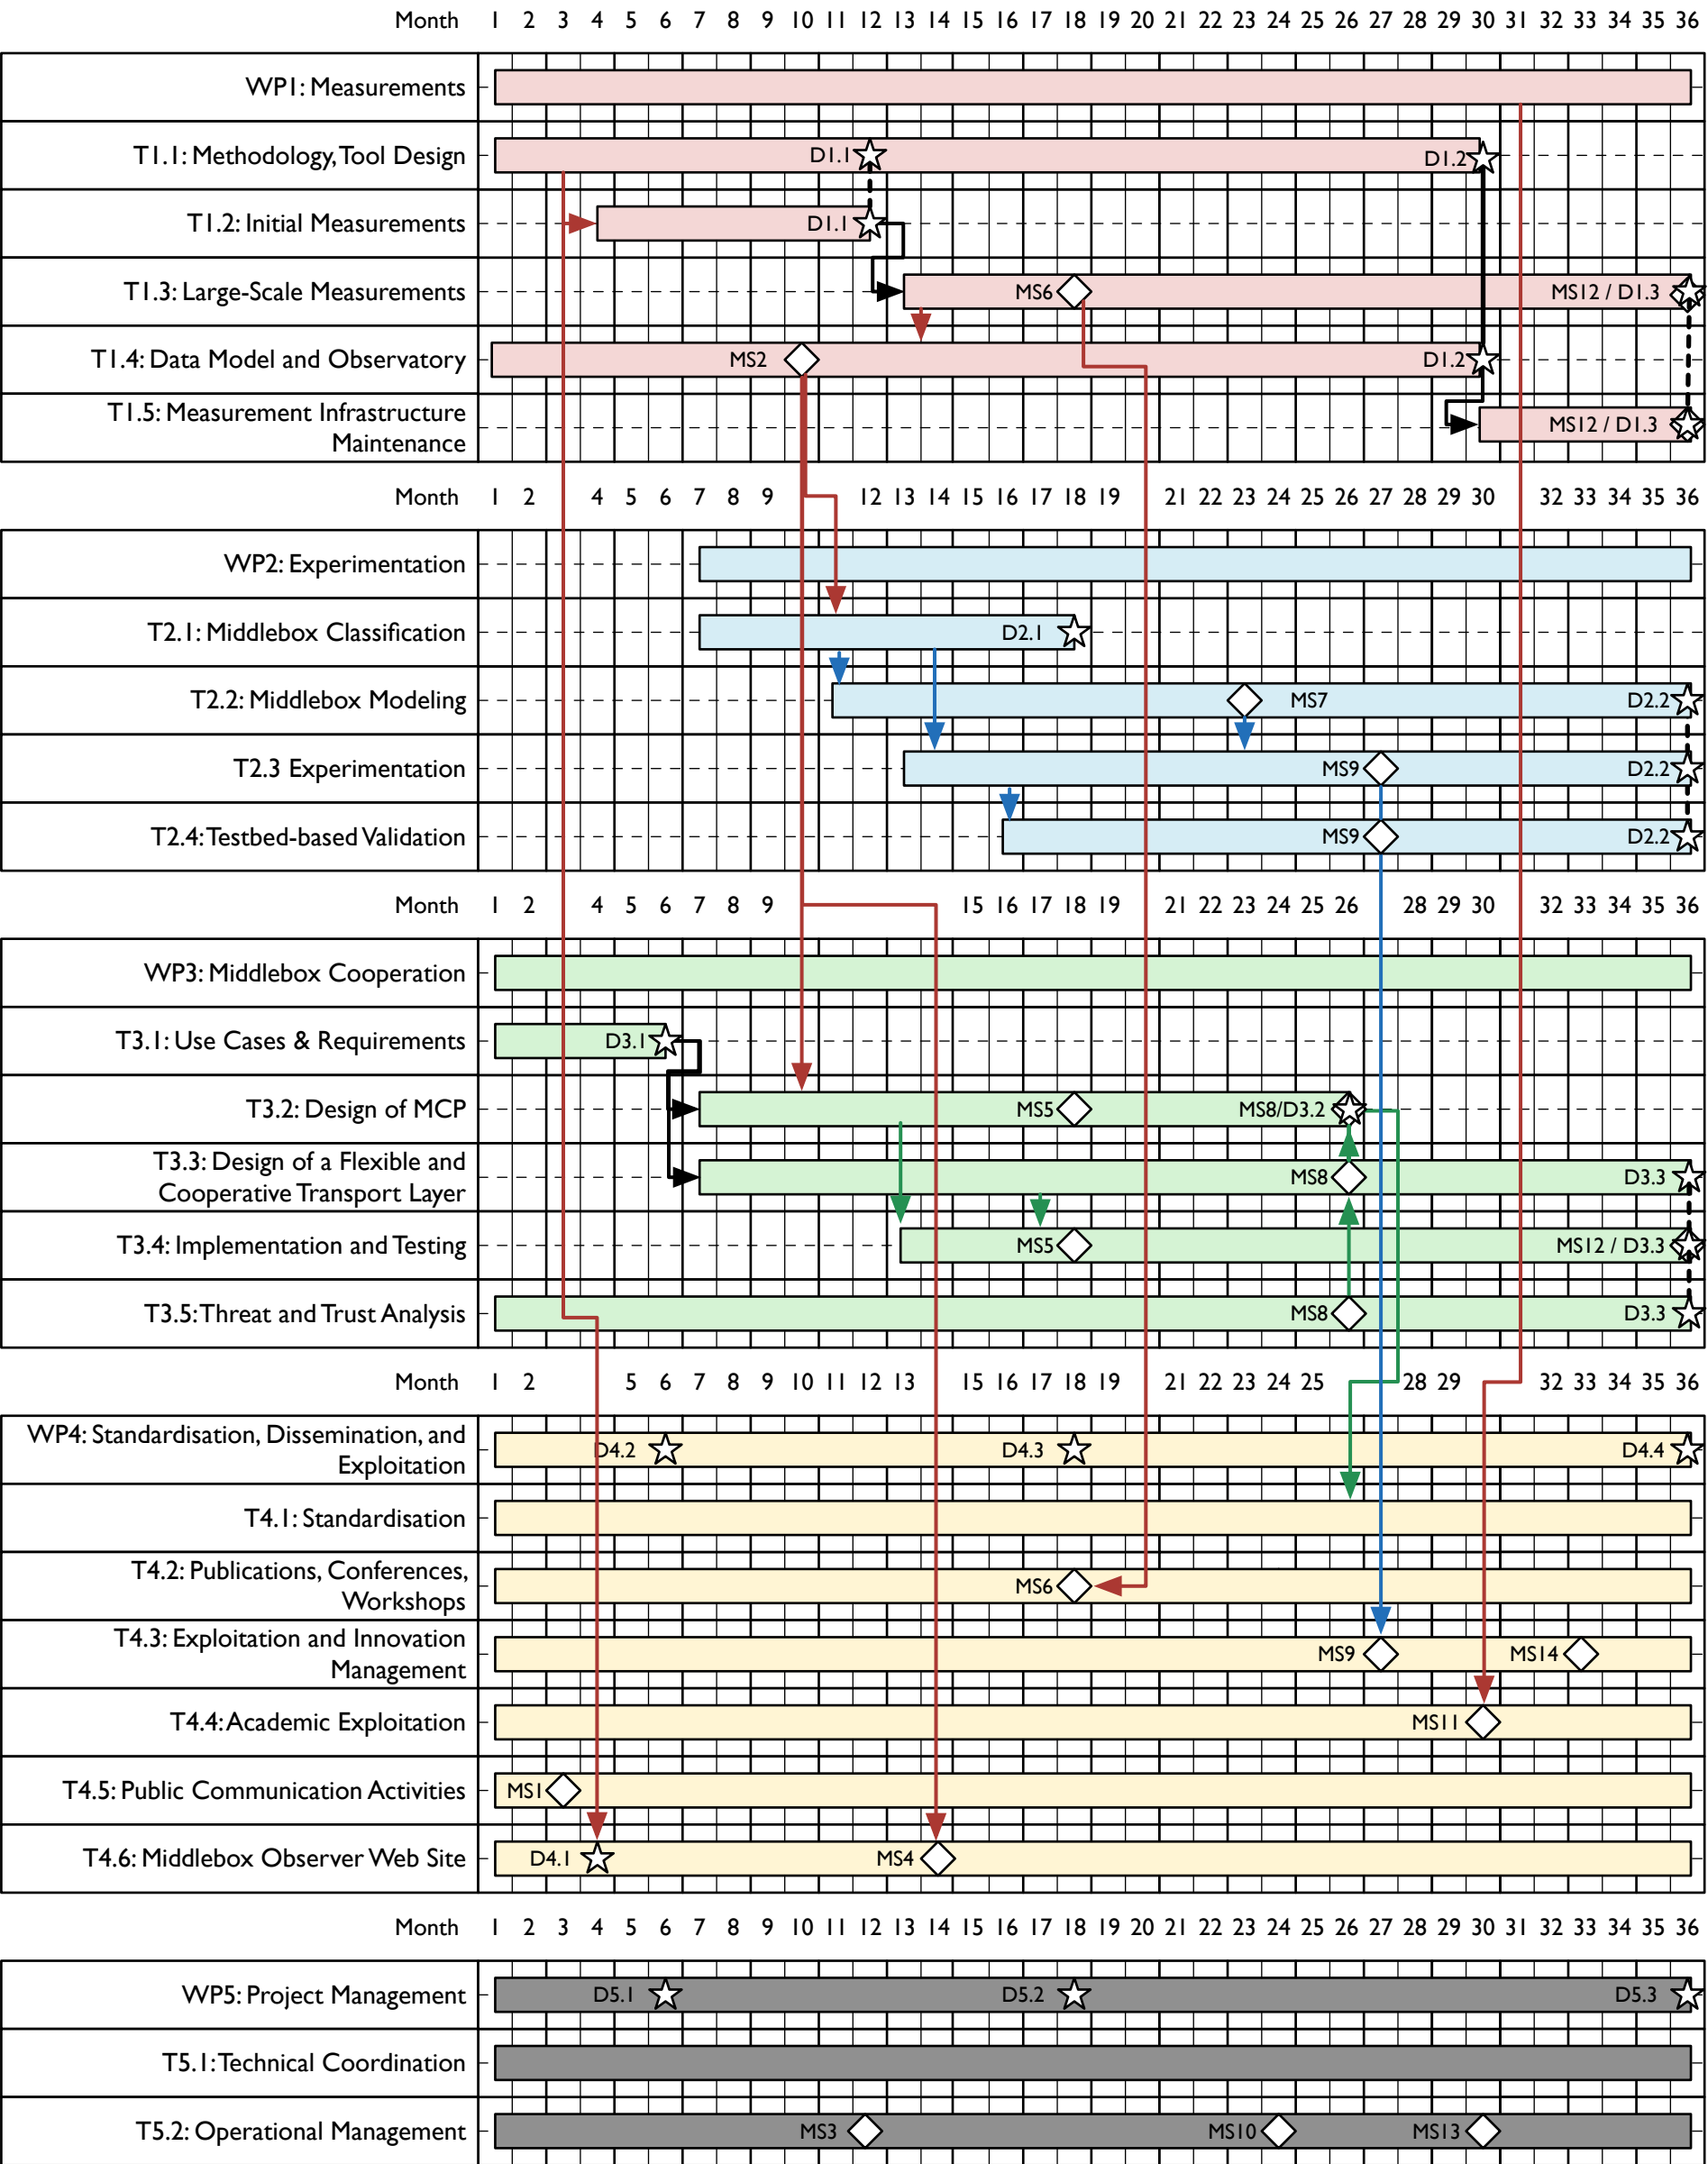 Month 1 2 3 4 5 6 7 8 9 10 11 12 13 14 15 16 17 18 19 20 21 22 23 24 25 26 27 28 29 30 31 32 33 34 35 36
WP1: Measurements
T1.1: Methodology, Tool Design D1.1 D1.2
T1.2: Initial Measurements D1.1
T1.3: Large-Scale Measurements MS6 MS12 / D1.3
T1.4: Data Model and Observatory MS2 D1.2
T1.5: Measurement Infrastructure
Maintenance
MS12 / D1.3
Month 1 2 4 5 6 7 8 9 12 13 14 15 16 17 18 19 21 22 23 24 25 26 27 28 29 30 32 33 34 35 36
WP2: Experimentation
T2.1: Middlebox Classification D2.1
T2.2: Middlebox Modeling MS7 D2.2
T2.3 Experimentation MS9 D2.2
T2.4: Testbed-based Validation MS9 D2.2
Month 1 2 4 5 6 7 8 9 15 16 17 18 19 21 22 23 24 25 26 28 29 30 32 33 34 35 36
WP3: Middlebox Cooperation
T3.1: Use Cases & Requirements D3.1
T3.2: Design of MCP MS5 MS8/D3.2
T3.3: Design of a Flexible and
Cooperative Transport Layer
MS8 D3.3
T3.4: Implementation and Testing MS5 MS12 / D3.3
T3.5: Threat and Trust Analysis MS8 D3.3
Month 1 2 5 6 7 8 9 10 11 12 13 15 16 17 18 19 21 22 23 24 25 28 29 32 33 34 35 36
WP4: Standardisation, Dissemination, and
Exploitation
D4.2 D4.3 D4.4
T4.1: Standardisation
T4.2: Publications, Conferences,
Workshops
MS6
T4.3: Exploitation and Innovation
Management
MS9 MS14
T4.4: Academic Exploitation MS11
T4.5: Public Communication Activities MS1
T4.6: Middlebox Observer Web Site D4.1 MS4
Month 1 2 3 4 5 6 7 8 9 10 11 12 13 14 15 16 17 18 19 20 21 22 23 24 25 26 27 28 29 30 31 32 33 34 35 36
WP5: Project Management D5.1 D5.2 D5.3
T5.1: Technical Coordination
T5.2: Operational Management MS3 MS10 MS13